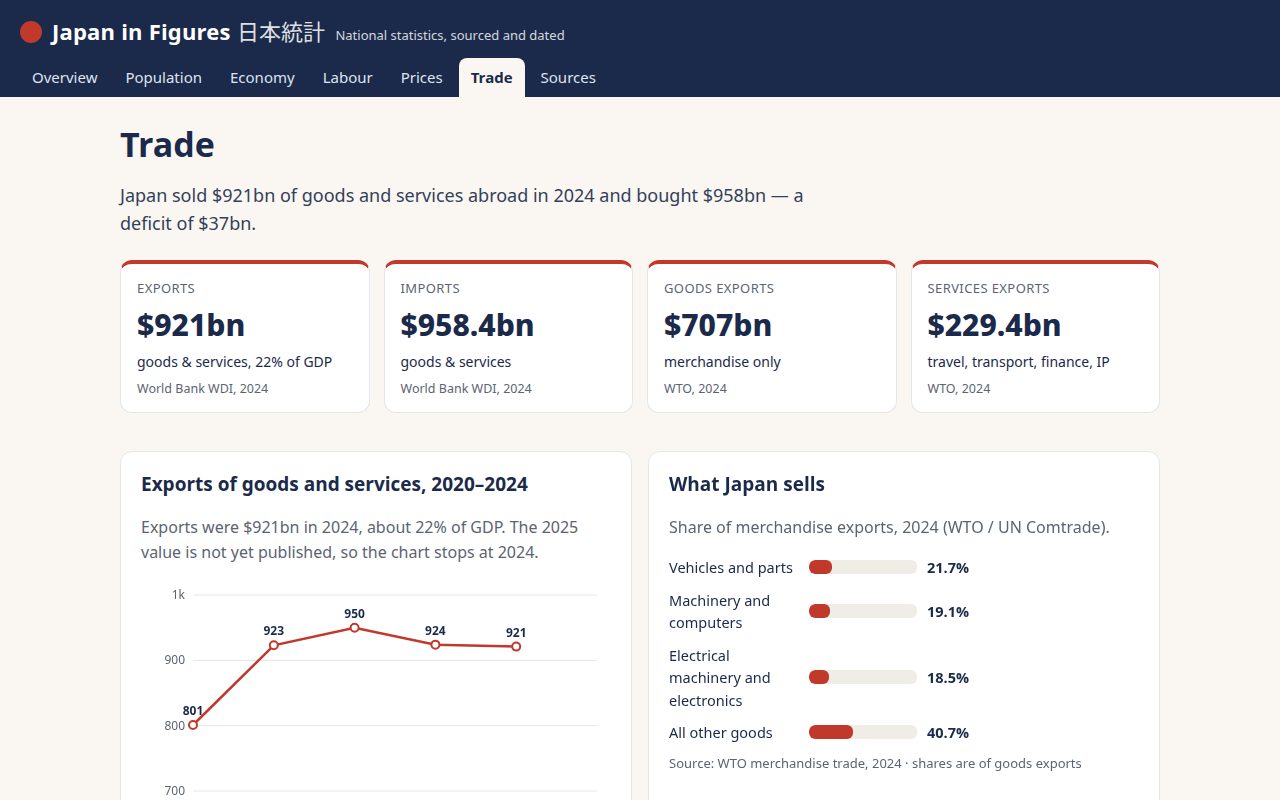 Japan in Figures 日本統計 National statistics, sourced and dated
Overview Population Economy Labour Prices Trade Sources
Trade
Japan sold $921bn of goods and services abroad in 2024 and bought $958bn — a
deficit of $37bn.
EXPORTS
$921bn
goods & services, 22% of GDP
World Bank WDI, 2024
IMPORTS
$958.4bn
goods & services
World Bank WDI, 2024
GOODS EXPORTS
$707bn
merchandise only
WTO, 2024
SERVICES EXPORTS
$229.4bn
travel, transport, finance, IP
WTO, 2024
Exports of goods and services, 2020–2024
Exports were $921bn in 2024, about 22% of GDP. The 2025
value is not yet published, so the chart stops at 2024.
1k
950
923
924
921
900
801
800
700
What Japan sells
Share of merchandise exports, 2024 (WTO / UN Comtrade).
Vehicles and parts 21.7%
Machinery and
computers 19.1%
Electrical
machinery and 18.5%
electronics
All other goods 40.7%
Source: WTO merchandise trade, 2024 · shares are of goods exports